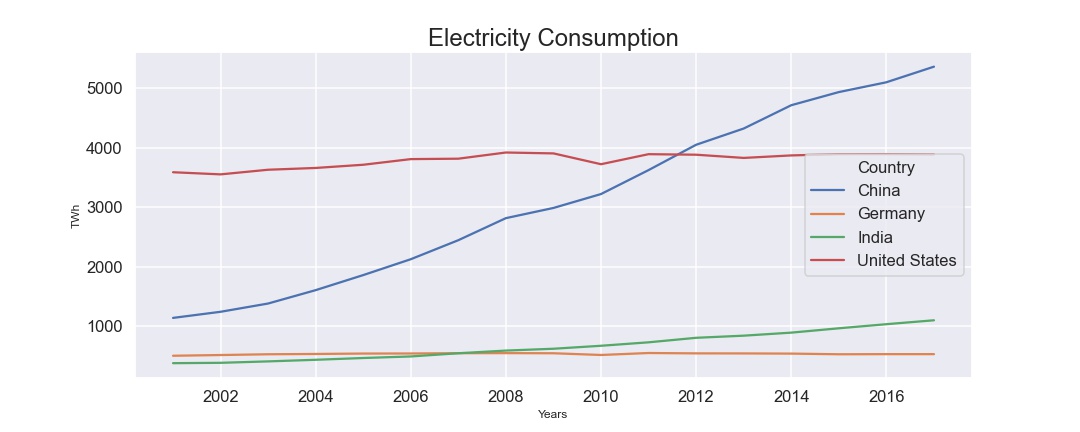 Electricity Consumption
5000
4000
3000
2000
1000
TWh
Country
China
Germany
India
United States
2002 2004 2006 2008 2010 2012 2014 2016
Years